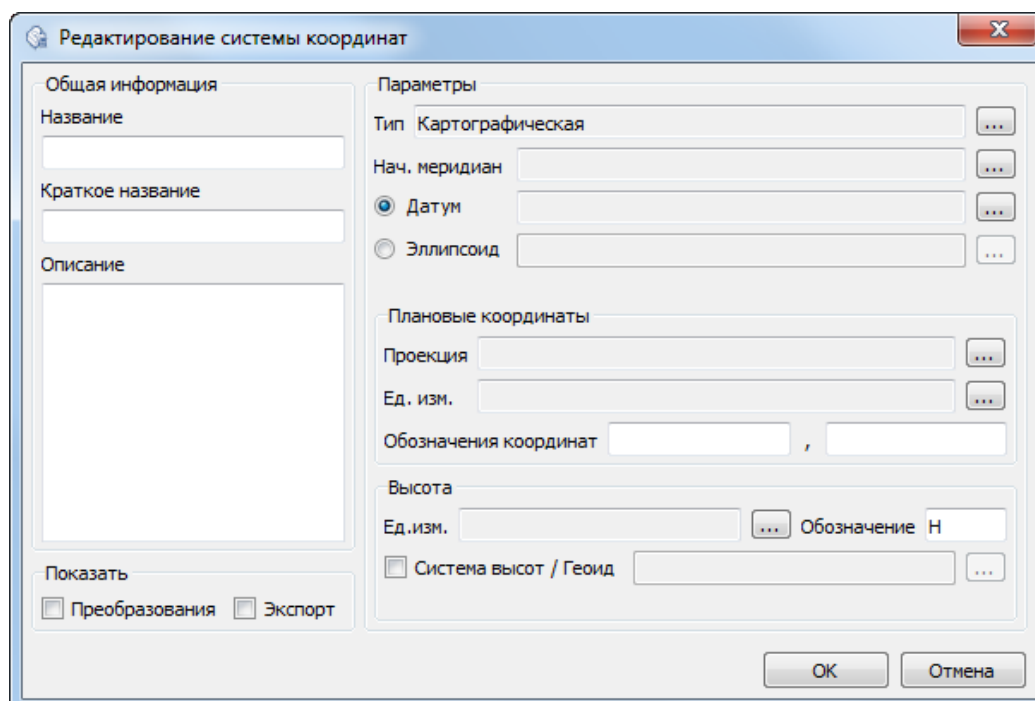 Редактирование системы координат
Общая информация
Название
Краткое название
Описание
Показать
Преобразования Экспорт
Параметры
Тип Картографическая ...
Нач. меридиан ...
Датум ...
Эллипсоид ...
Плановые координаты
Проекция ...
Ед. изм. ...
Обозначения координат ,
Высота
Ед.изм. ... Обозначение H
Система высот / Геоид ...
OK Отмена